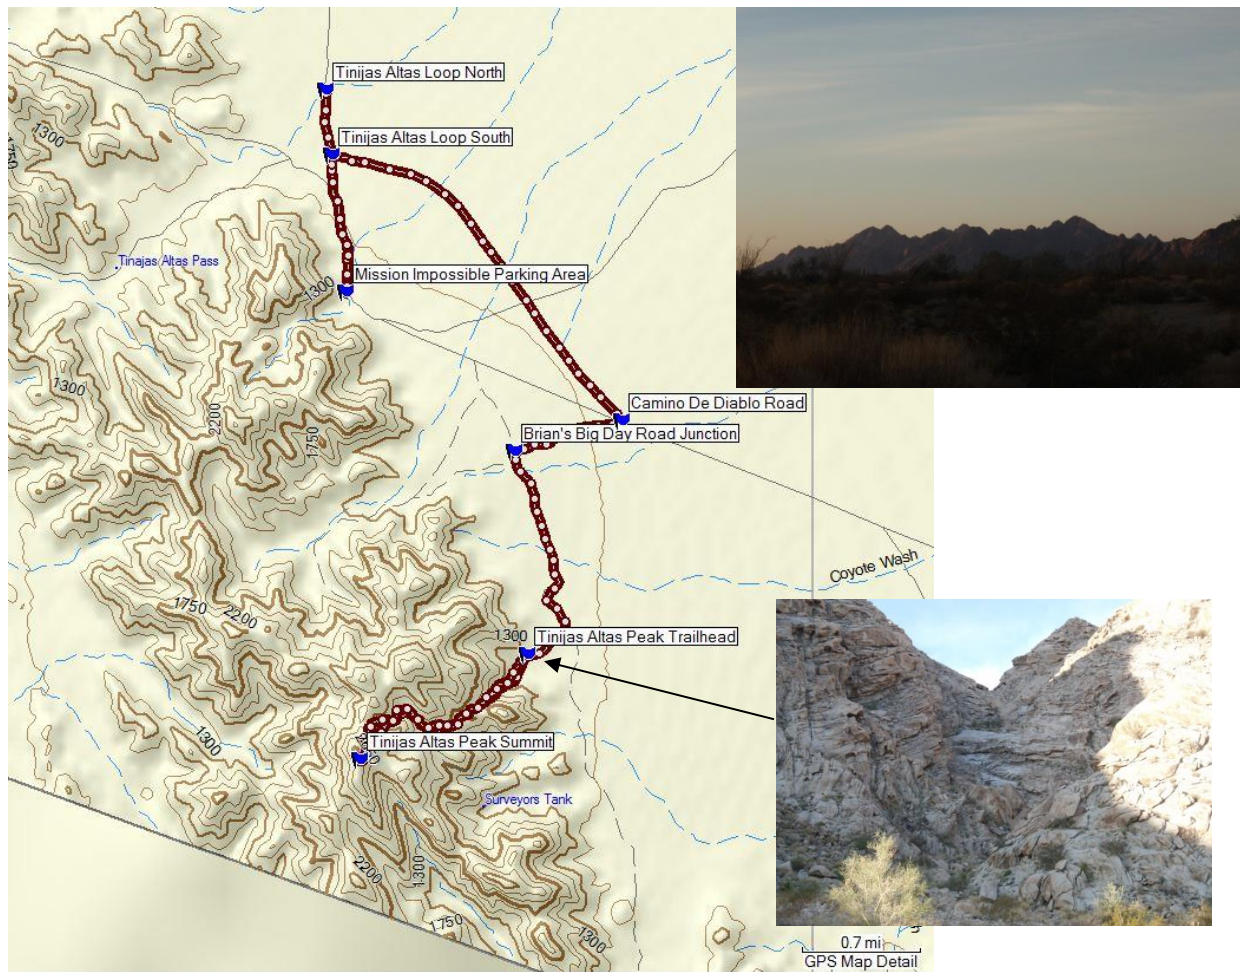 Tinijas Altas Loop North
1300
1750
Tinijas Altas Loop South
Tinajas Altas Pass
Mission Impossible Parking Area
1300
1300
2200
1750
Camino De Diablo Road
Brian's Big Day Road Junction
Coyote Wash
1750
2200
1300
Tinijas Altas Peak Trailhead
1300
Tinijas Altas Peak Summit
Surveyors Tank
2200
1300
1750
1300
0.7 mi
GPS Map Detail